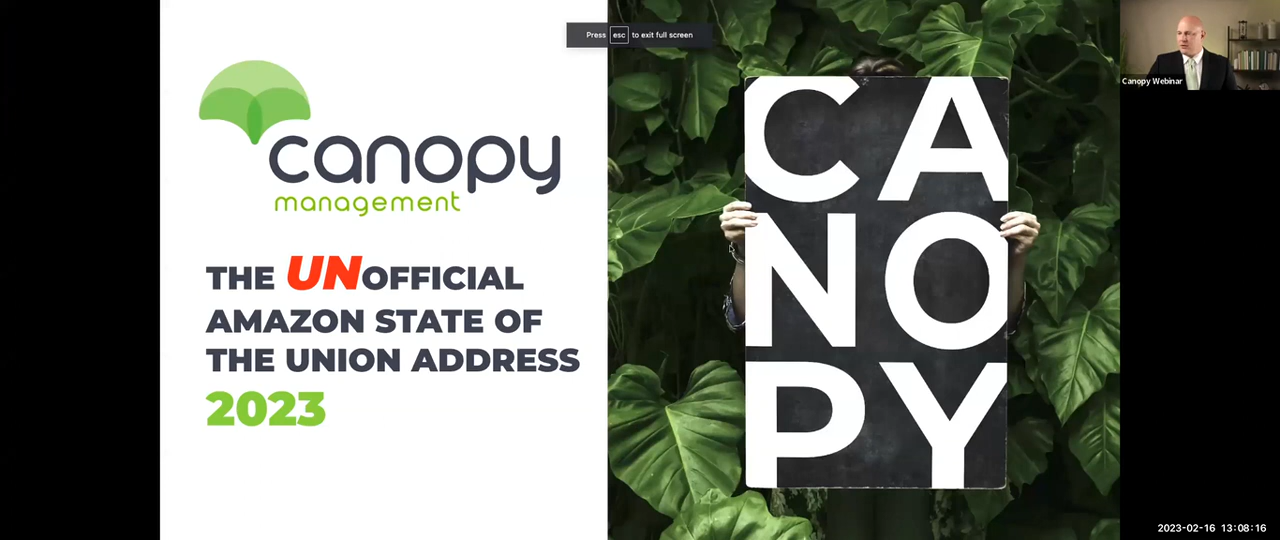 Press esc to exit full screen
canopy
management
THE UNOFFICIAL
AMAZON STATE OF
THE UNION ADDRESS
2023
CA
NO
PY
Canopy Webinar
2023-02-16 13:08:16